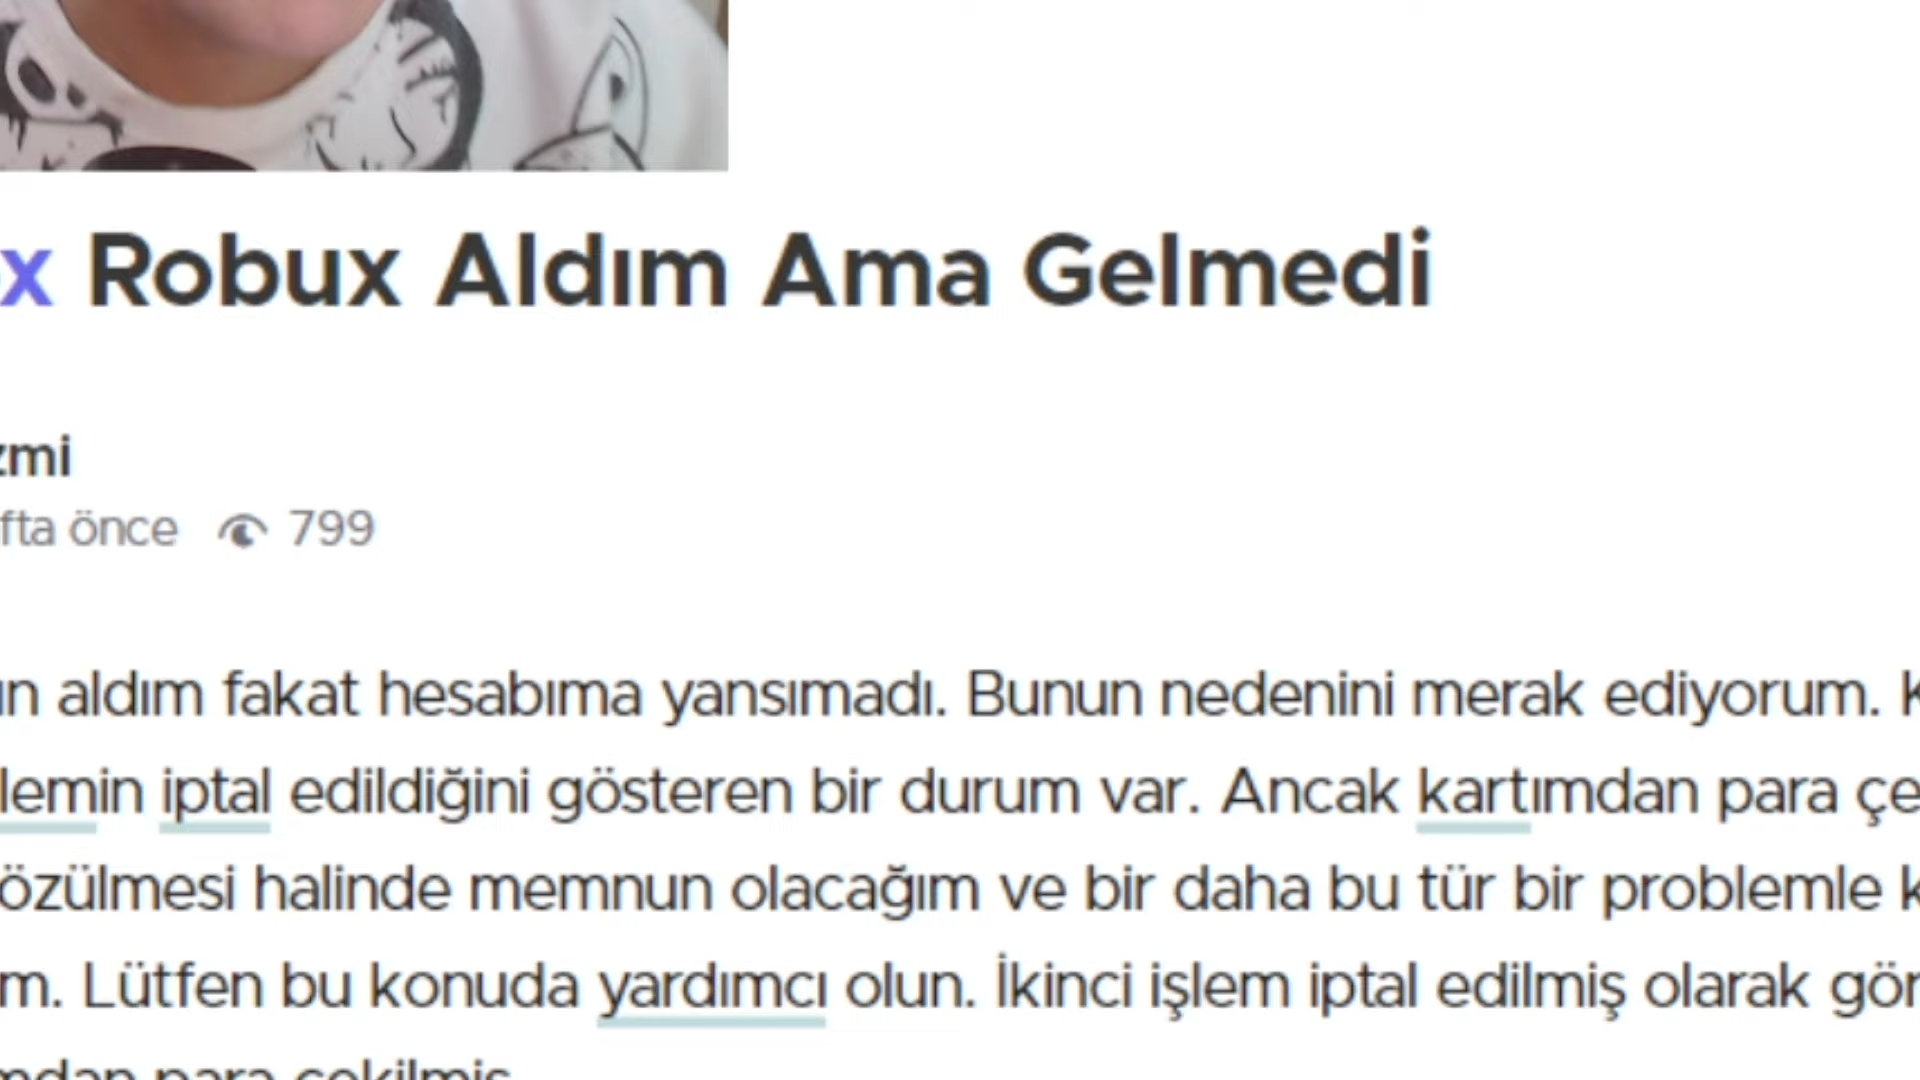 x Robux Aldım Ama Gelmedi
zmi
fta önce 799
ın aldım fakat hesabıma yansımadı. Bunun nedenini merak ediyorum. K
lemin iptal edildiğini gösteren bir durum var. Ancak kartımdan para çe
özülmesi halinde memnun olacağım ve bir daha bu tür bir problemle k
m. Lütfen bu konuda yardımcı olun. İkinci işlem iptal edilmiş olarak gör
mdan para çekilmiş.